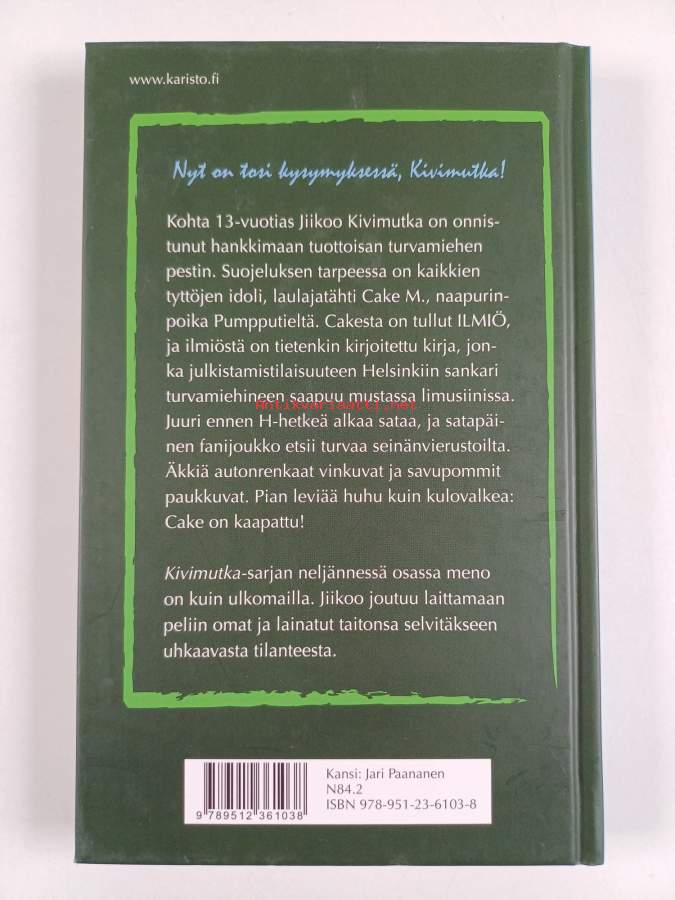 www.karisto.fi
Nyt on tosi kysymyksessä, Kivimutka!
Kohta 13-vuotias Jiikoo Kivimutka on onnis-
tunut hankkimaan tuottoisan turvamiehen
pestin. Suojeluksen tarpeessa on kaikkien
tyttöjen idoli, laulajatähti Cake M., naapurin-
poika Pumpputieltä. Cakesta on tullut ILMIÖ,
ja ilmiöstä on tietenkin kirjoitettu kirja, jon-
ka julkistamistilaisuuteen Helsinkiin sankari
turvamiehineen saapuu mustassa limusiinissa.
Antikvariaatti.net
Juuri ennen H-hetkeä alkaa sataa, ja satapäi-
nen fanijoukko etsii turvaa seinänvierustoilta.
Äkkiä autonrenkaat vinkuvat ja savupommit
paukkuvat. Pian leviää huhu kuin kulovalkea:
Cake on kaapattu!
Kivimutka-sarjan neljännessä osassa meno
on kuin ulkomailla. Jiikoo joutuu laittamaan
peliin omat ja lainatut taitonsa selvitäkseen
uhkaavasta tilanteesta.
Kansi: Jari Paananen
N84.2
ISBN 978-951-23-6103-8
9 789512 361038